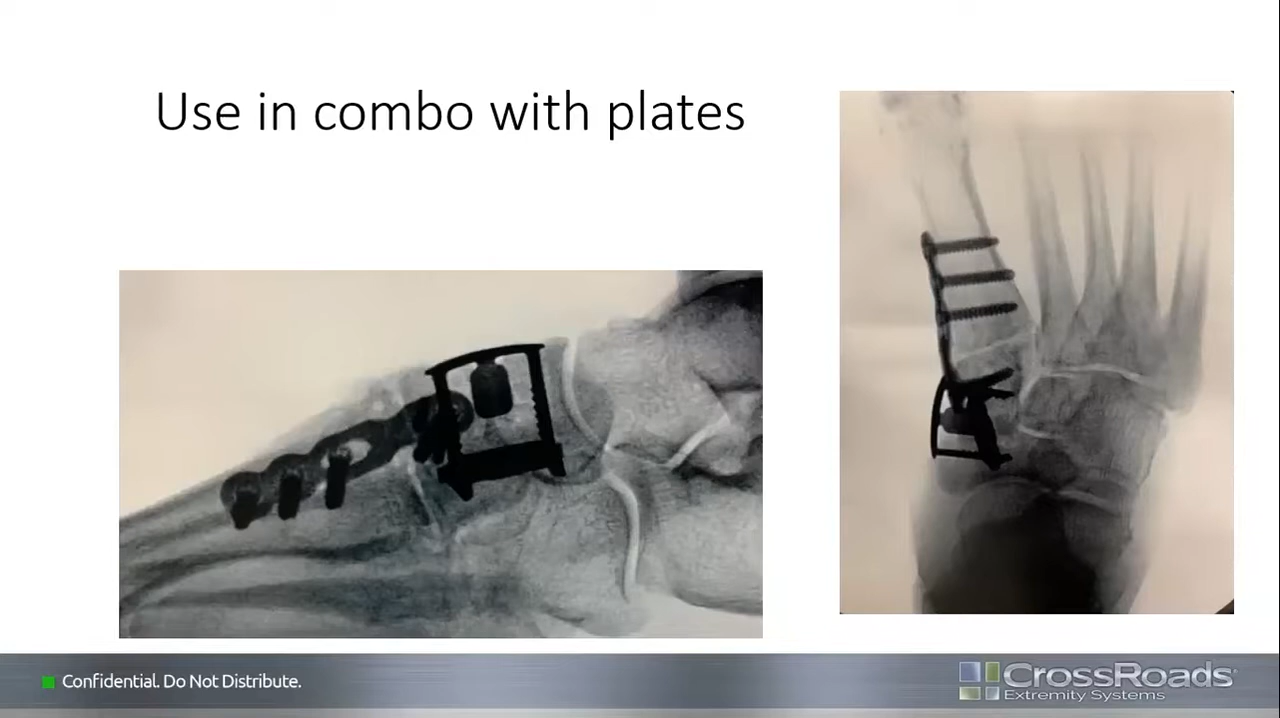 Use in combo with plates
Confidential. Do Not Distribute.
CrossRoads
Extremity Systems